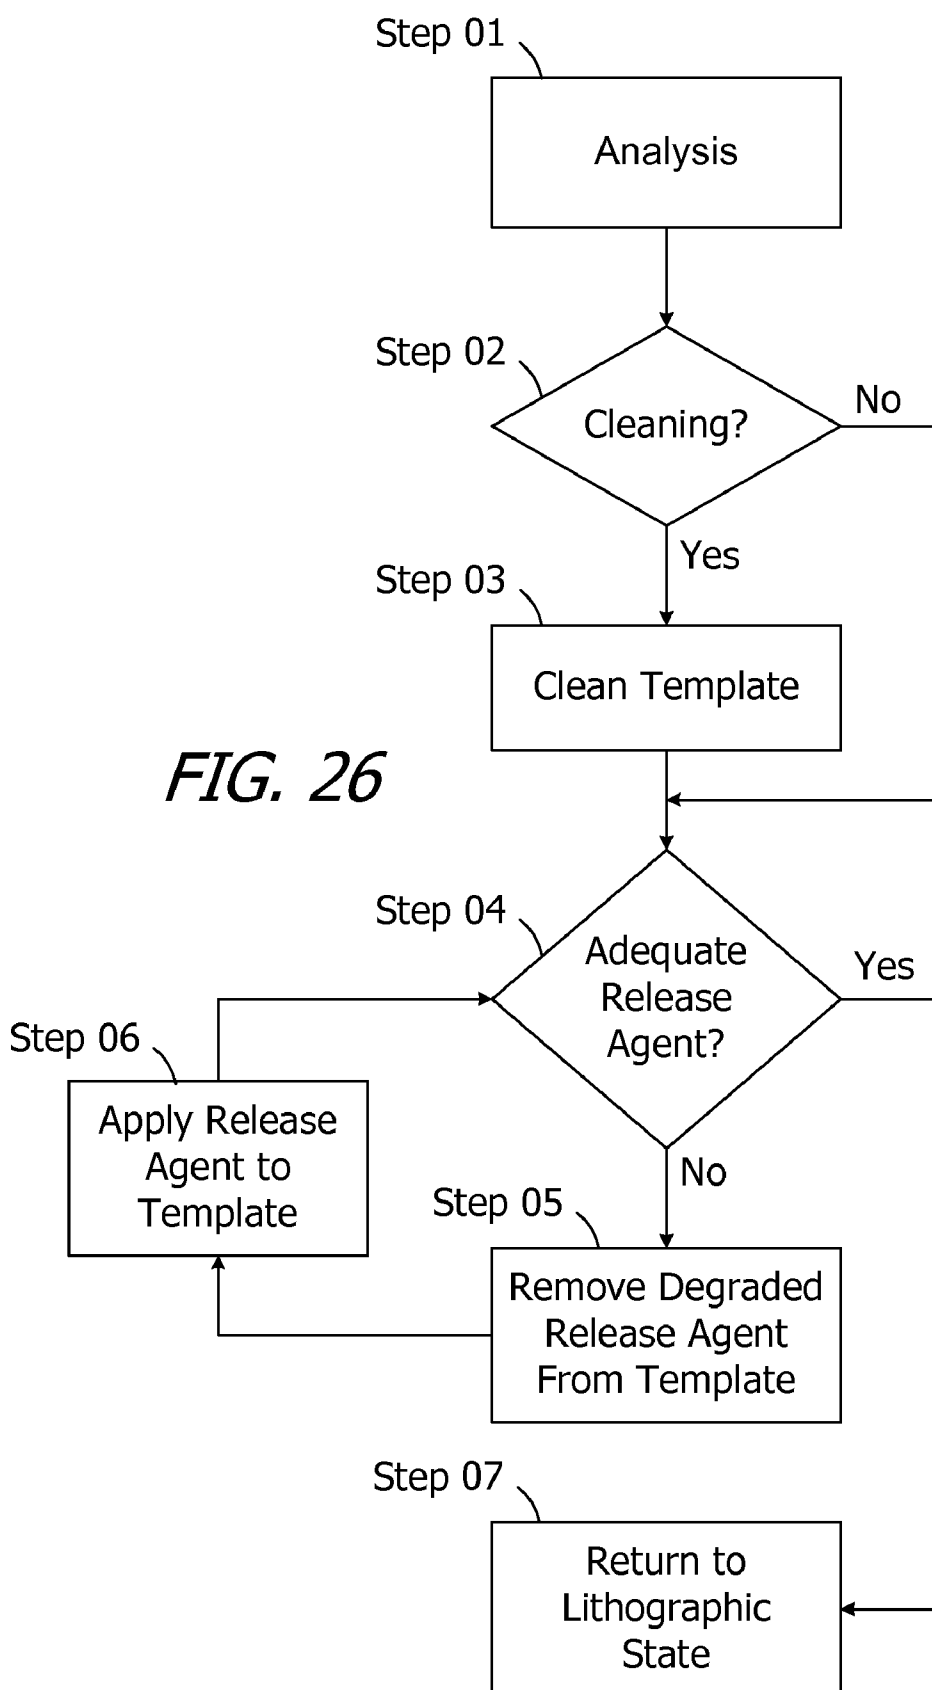 Step 01
Analysis
Step 02
Cleaning?
No
Yes
Step 03
Clean Template
FIG. 26
Step 04
Adequate
Release
Agent?
Yes
Step 06
Apply Release
Agent to
Template
No
Step 05
Remove Degraded
Release Agent
From Template
Step 07
Return to
Lithographic
State